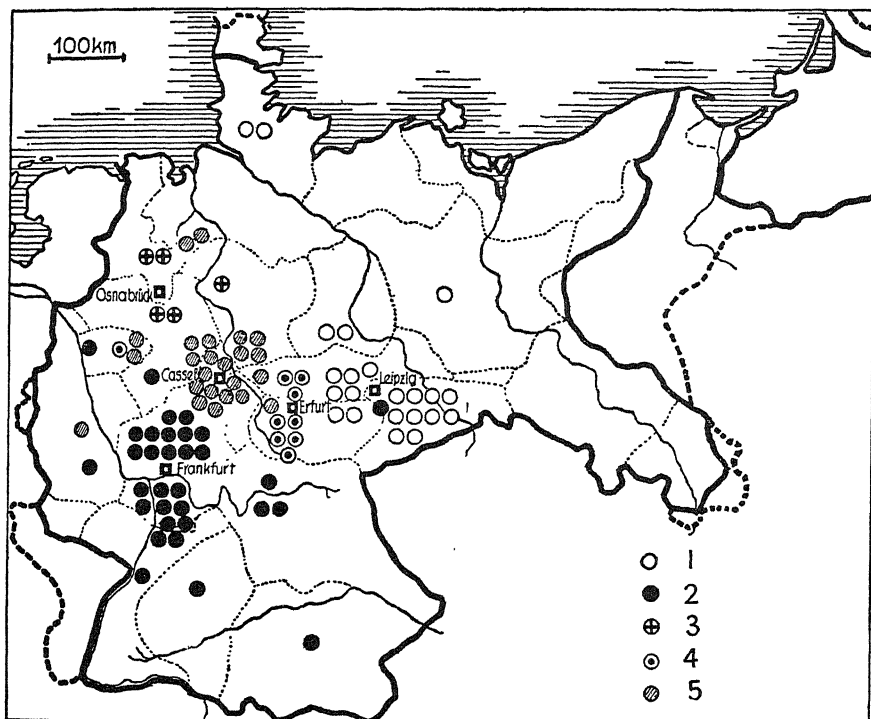 100km
Osnabrück
Cassel
Leipzig
Erfurt
Frankfurt
1
2
3
4
5